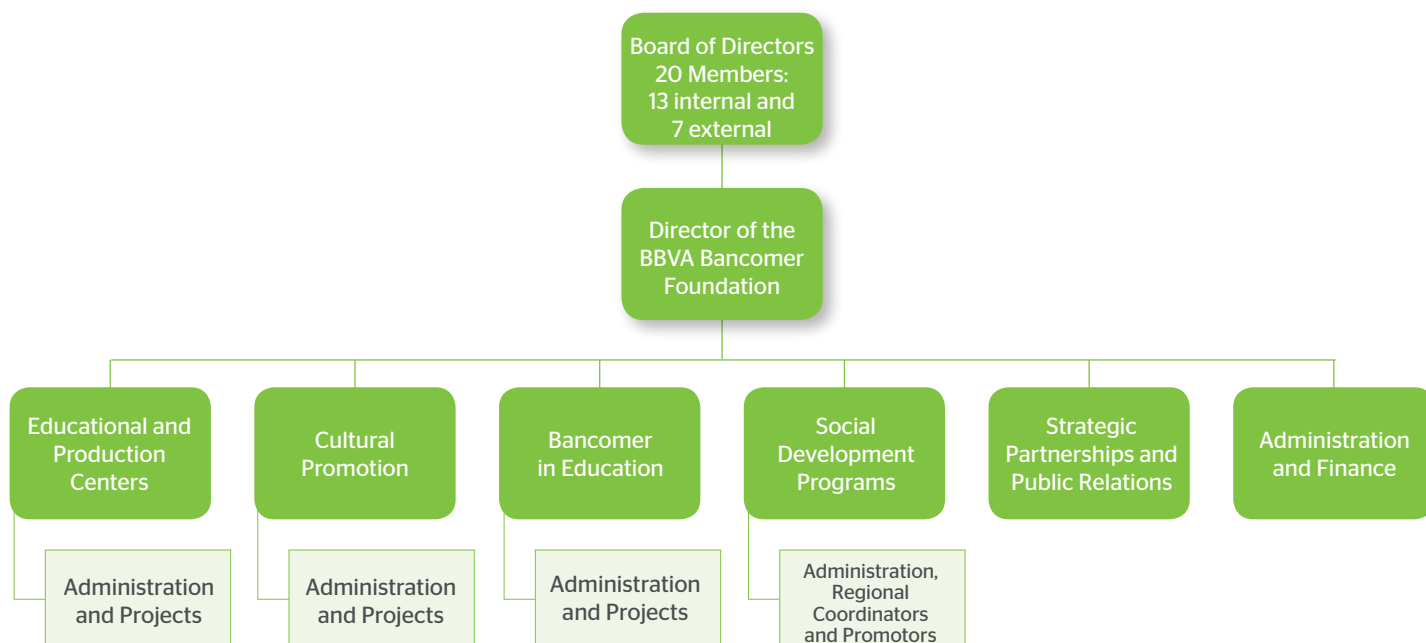 Board of Directors
20 Members:
13 internal and
7 external
Director of the
BBVA Bancomer
Foundation
Educational and
Production
Centers
Cultural
Promotion
Bancomer
in Education
Social
Development
Programs
Strategic
Partnerships and
Public Relations
Administration
and Finance
Administration
and Projects
Administration
and Projects
Administration
and Projects
Administration,
Regional
Coordinators
and Promotors